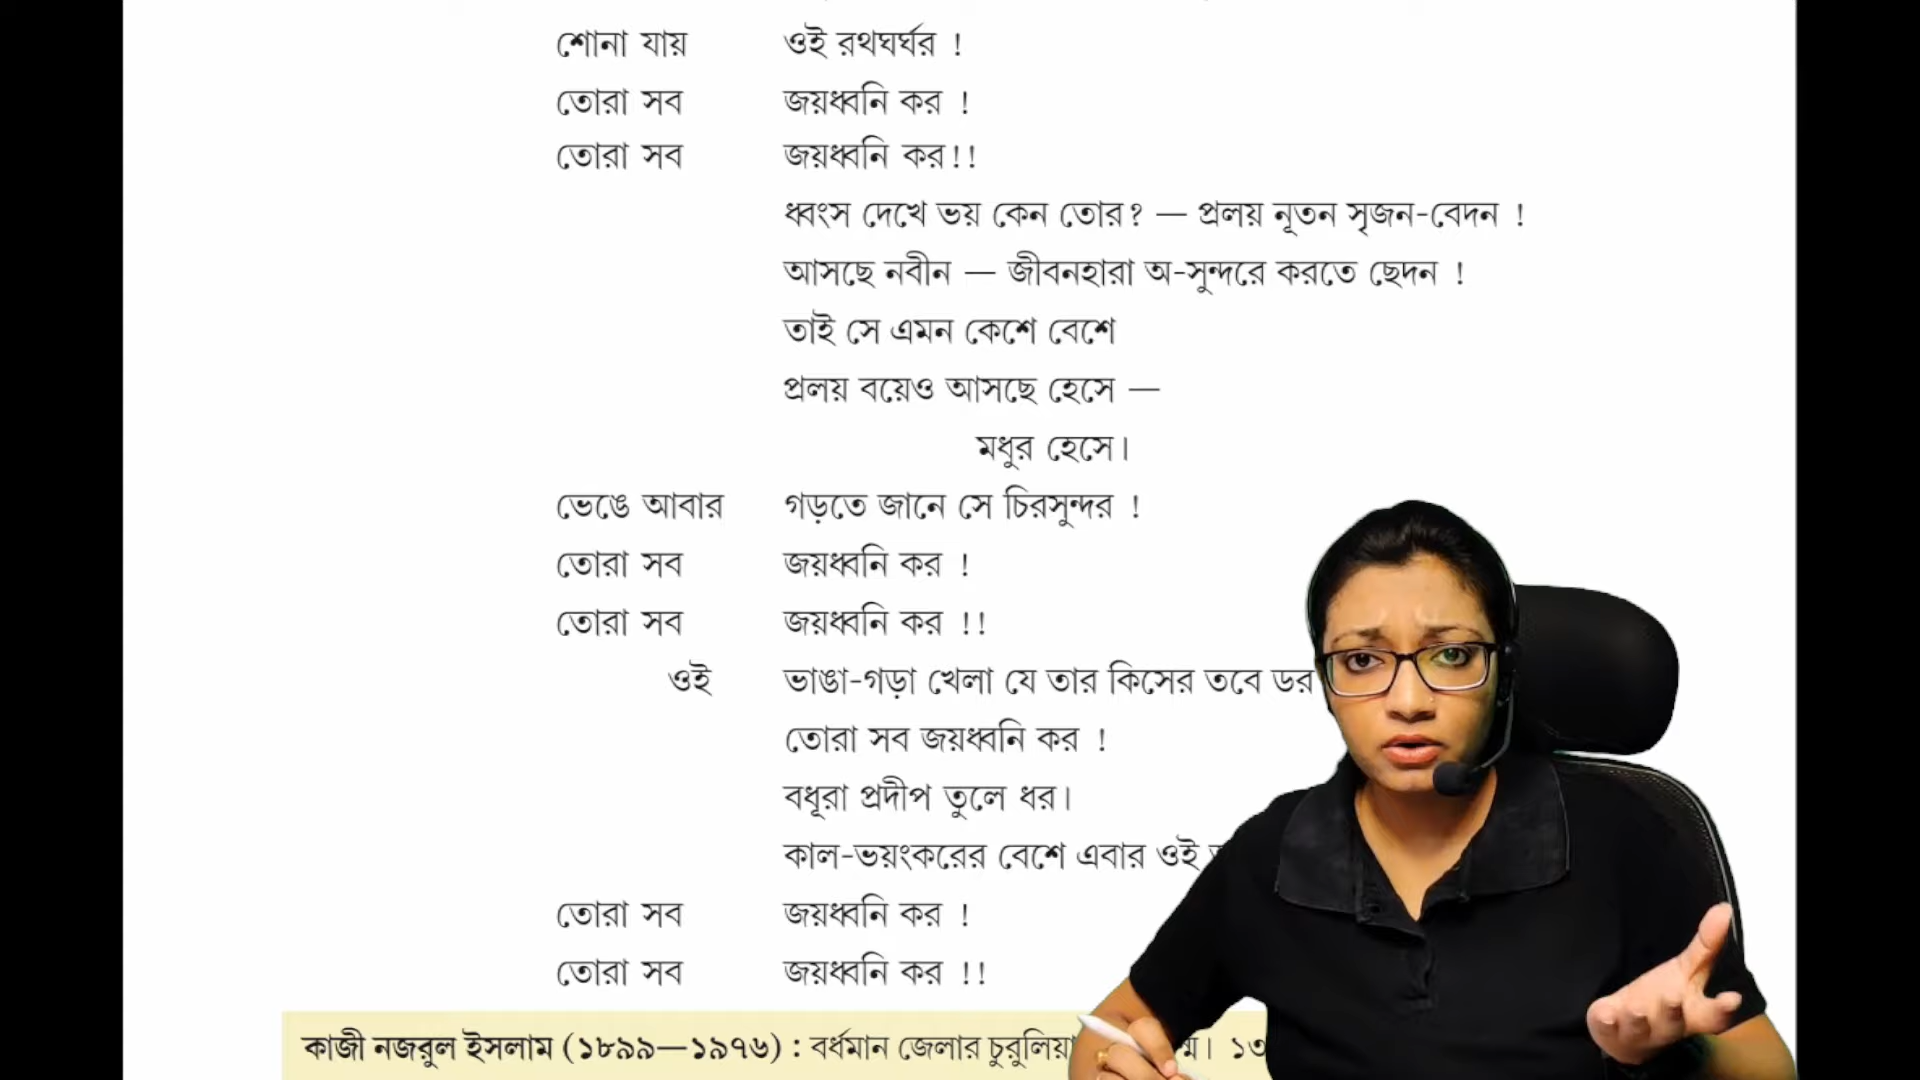 শোনা যায় ওই রথঘর্ঘর !
তোরা সব জয়ধ্বনি কর !
তোরা সব জয়ধ্বনি কর!!
ধ্বংস দেখে ভয় কেন তোর? — প্রলয় নূতন সৃজন-বেদন !
আসছে নবীন — জীবনহারা অ-সুন্দরে করতে ছেদন !
তাই সে এমন কেশে বেশে
প্রলয় বয়েও আসছে হেসে —
মধুর হেসে।
ভেঙে আবার গড়তে জানে সে চিরসুন্দর !
তোরা সব জয়ধ্বনি কর !
তোরা সব জয়ধ্বনি কর !!
ওই ভাঙা-গড়া খেলা যে তার কিসের তবে ডর
তোরা সব জয়ধ্বনি কর !
বধূরা প্রদীপ তুলে ধর।
কাল-ভয়ংকরের বেশে এবার ওই
তোরা সব জয়ধ্বনি কর !
তোরা সব জয়ধ্বনি কর !!
কাজী নজরুল ইসলাম (১৮৯৯—১৯৭৬) : বর্ধমান জেলার চুরুলিয়া